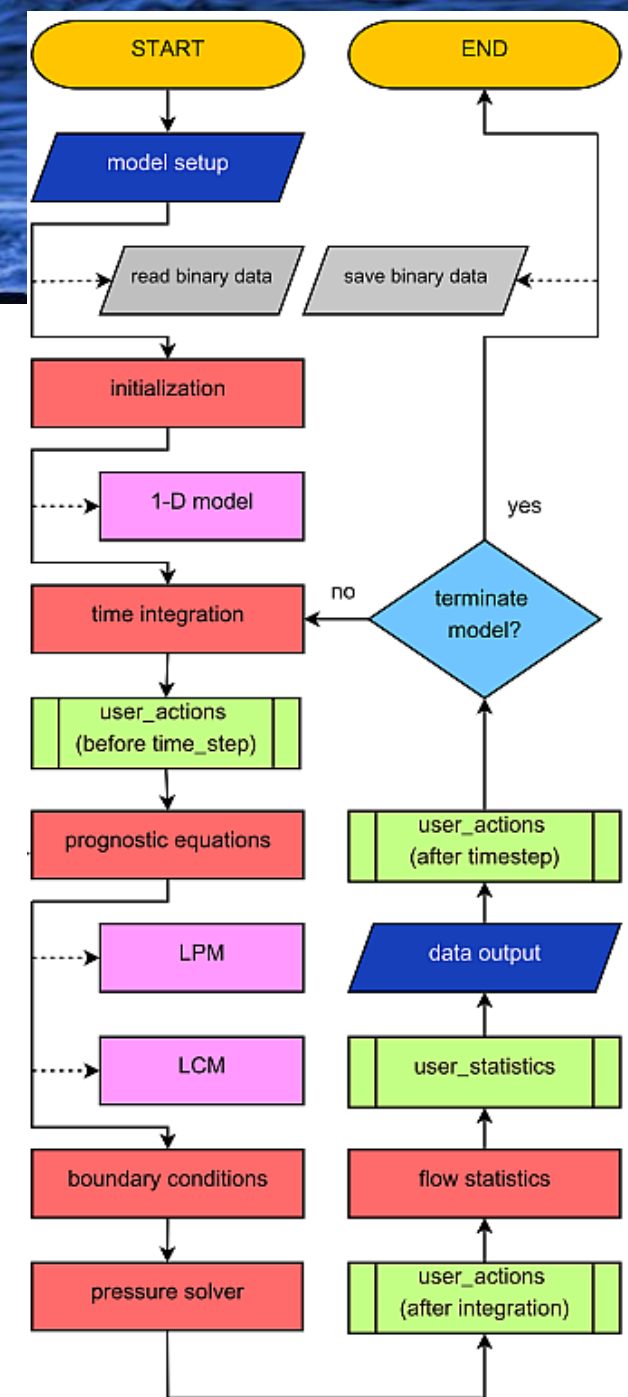 START
model setup
read binary data
initialization
1-D model
time integration
user_actions
(before time_step)
prognostic equations
LPM
LCM
boundary conditions
pressure solver
user_actions
(after integration)
flow statistics
user_statistics
data output
user_actions
(after timestep)
terminate
model?
no
yes
save binary data
END